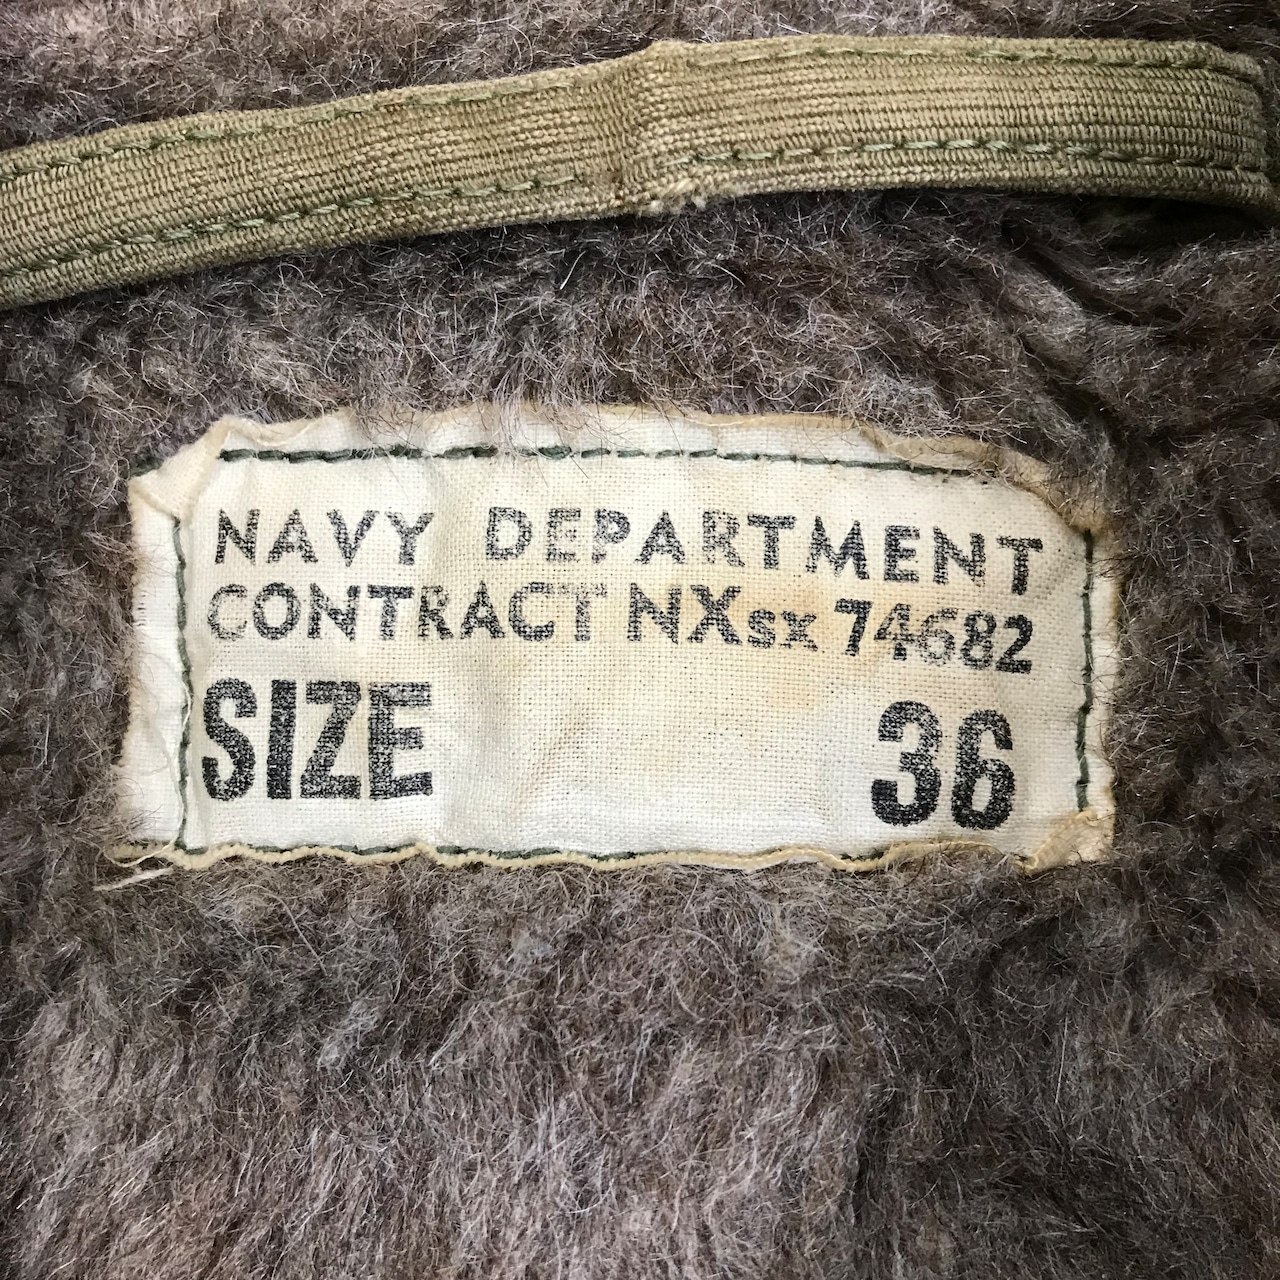 NAVY DEPARTMENT
CONTRACT NXsx 74682
SIZE 36